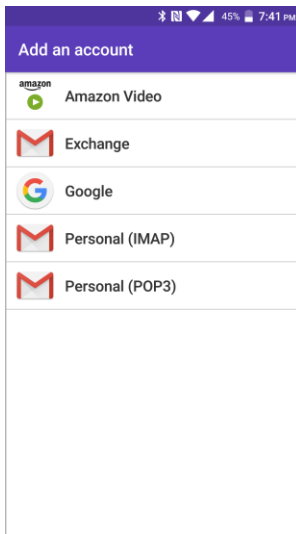 45% 7:41 PM
Add an account
amazon
Amazon Video
Exchange
G
Google
Personal (IMAP)
Personal (POP3)